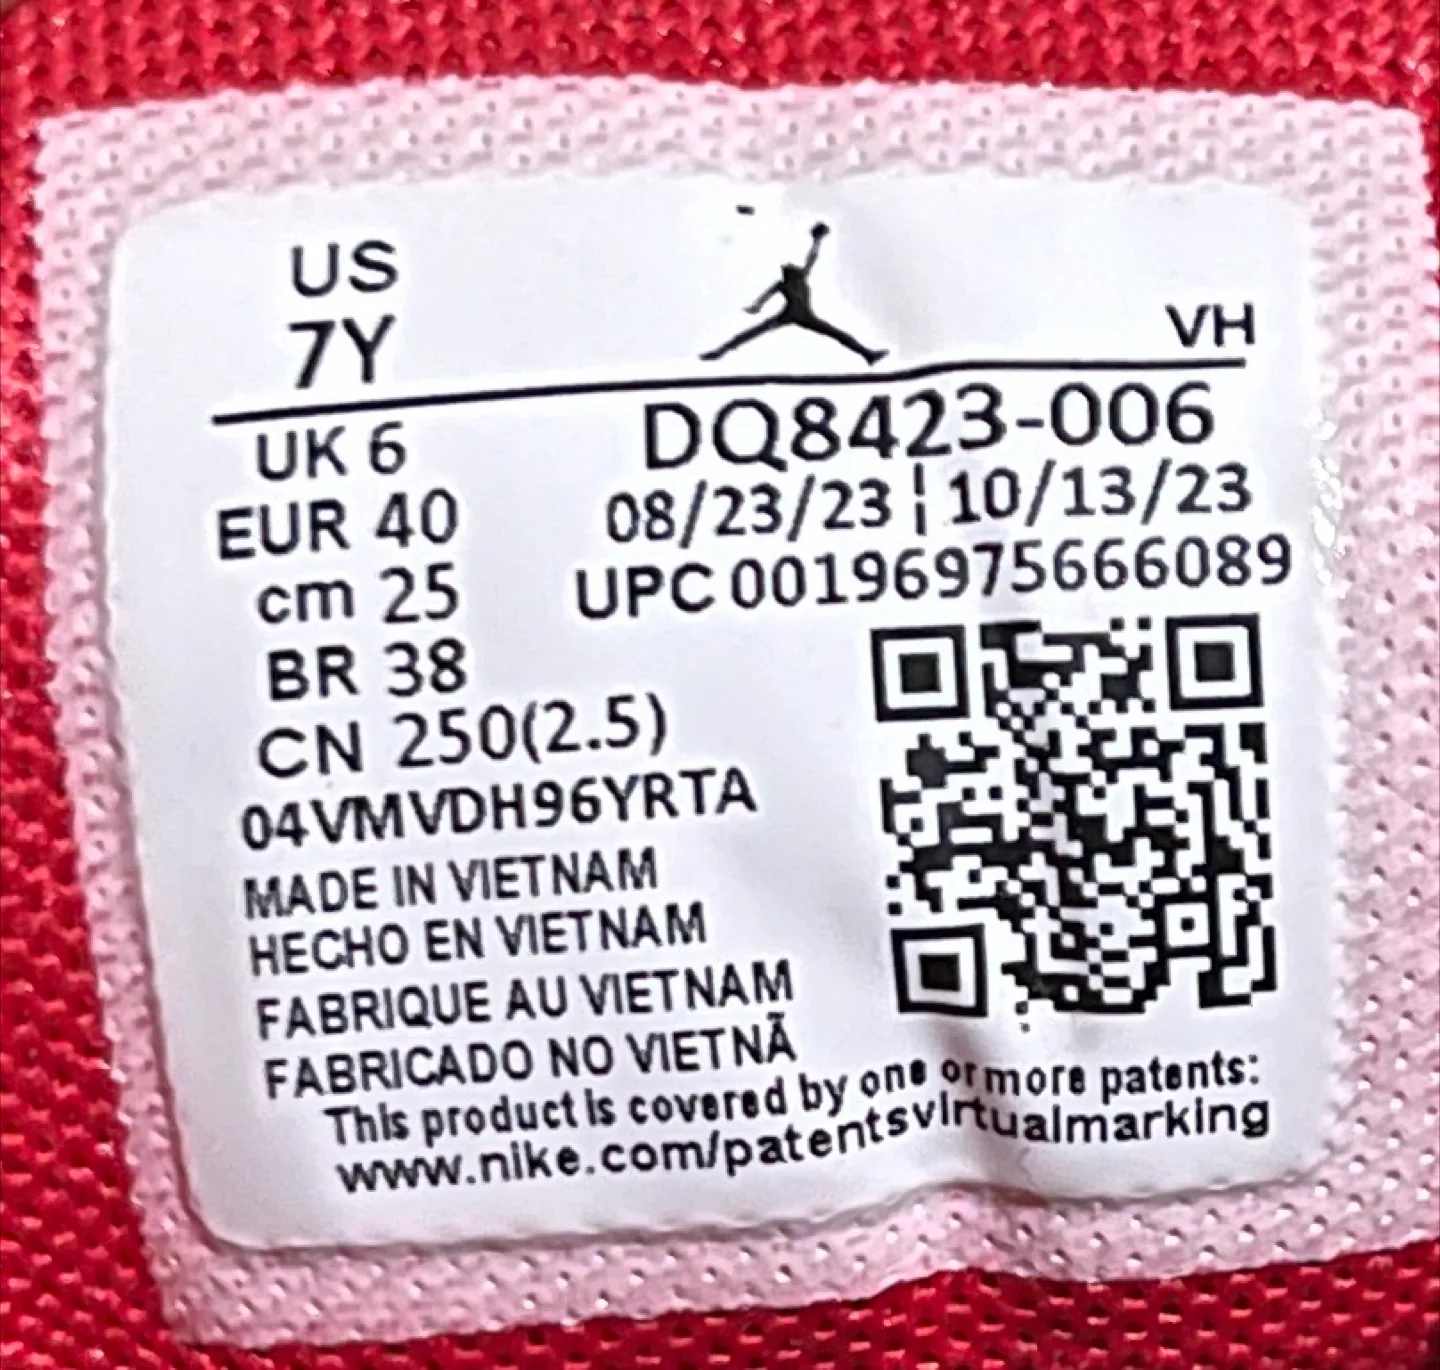 US
7Y
VH
UK 6
DQ8423-006
EUR 40
08/23/23 ¦ 10/13/23
cm 25
UPC 00196975666089
BR 38
CN 250(2.5)
04VMVDH96YRTA
MADE IN VIETNAM
HECHO EN VIETNAM
FABRIQUE AU VIETNAM
FABRICADO NO VIETNÃ
This product is covered by one or more patents:
www.nike.com/patentsvirtualmarking